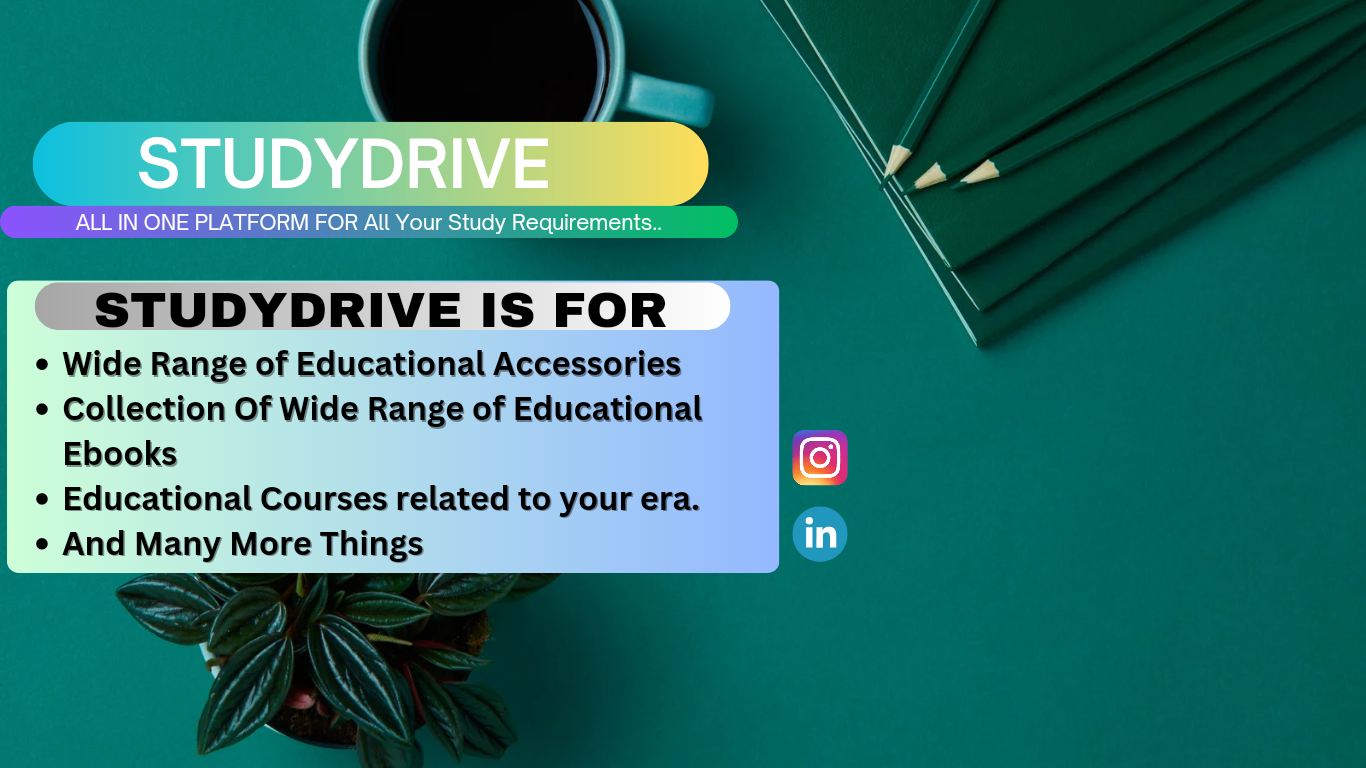 STUDYDRIVE
ALL IN ONE PLATFORM FOR All Your Study Requirements..
STUDYDRIVE IS FOR
Wide Range of Educational Accessories
Collection Of Wide Range of Educational
Ebooks
Educational Courses related to your era.
And Many More Things
in